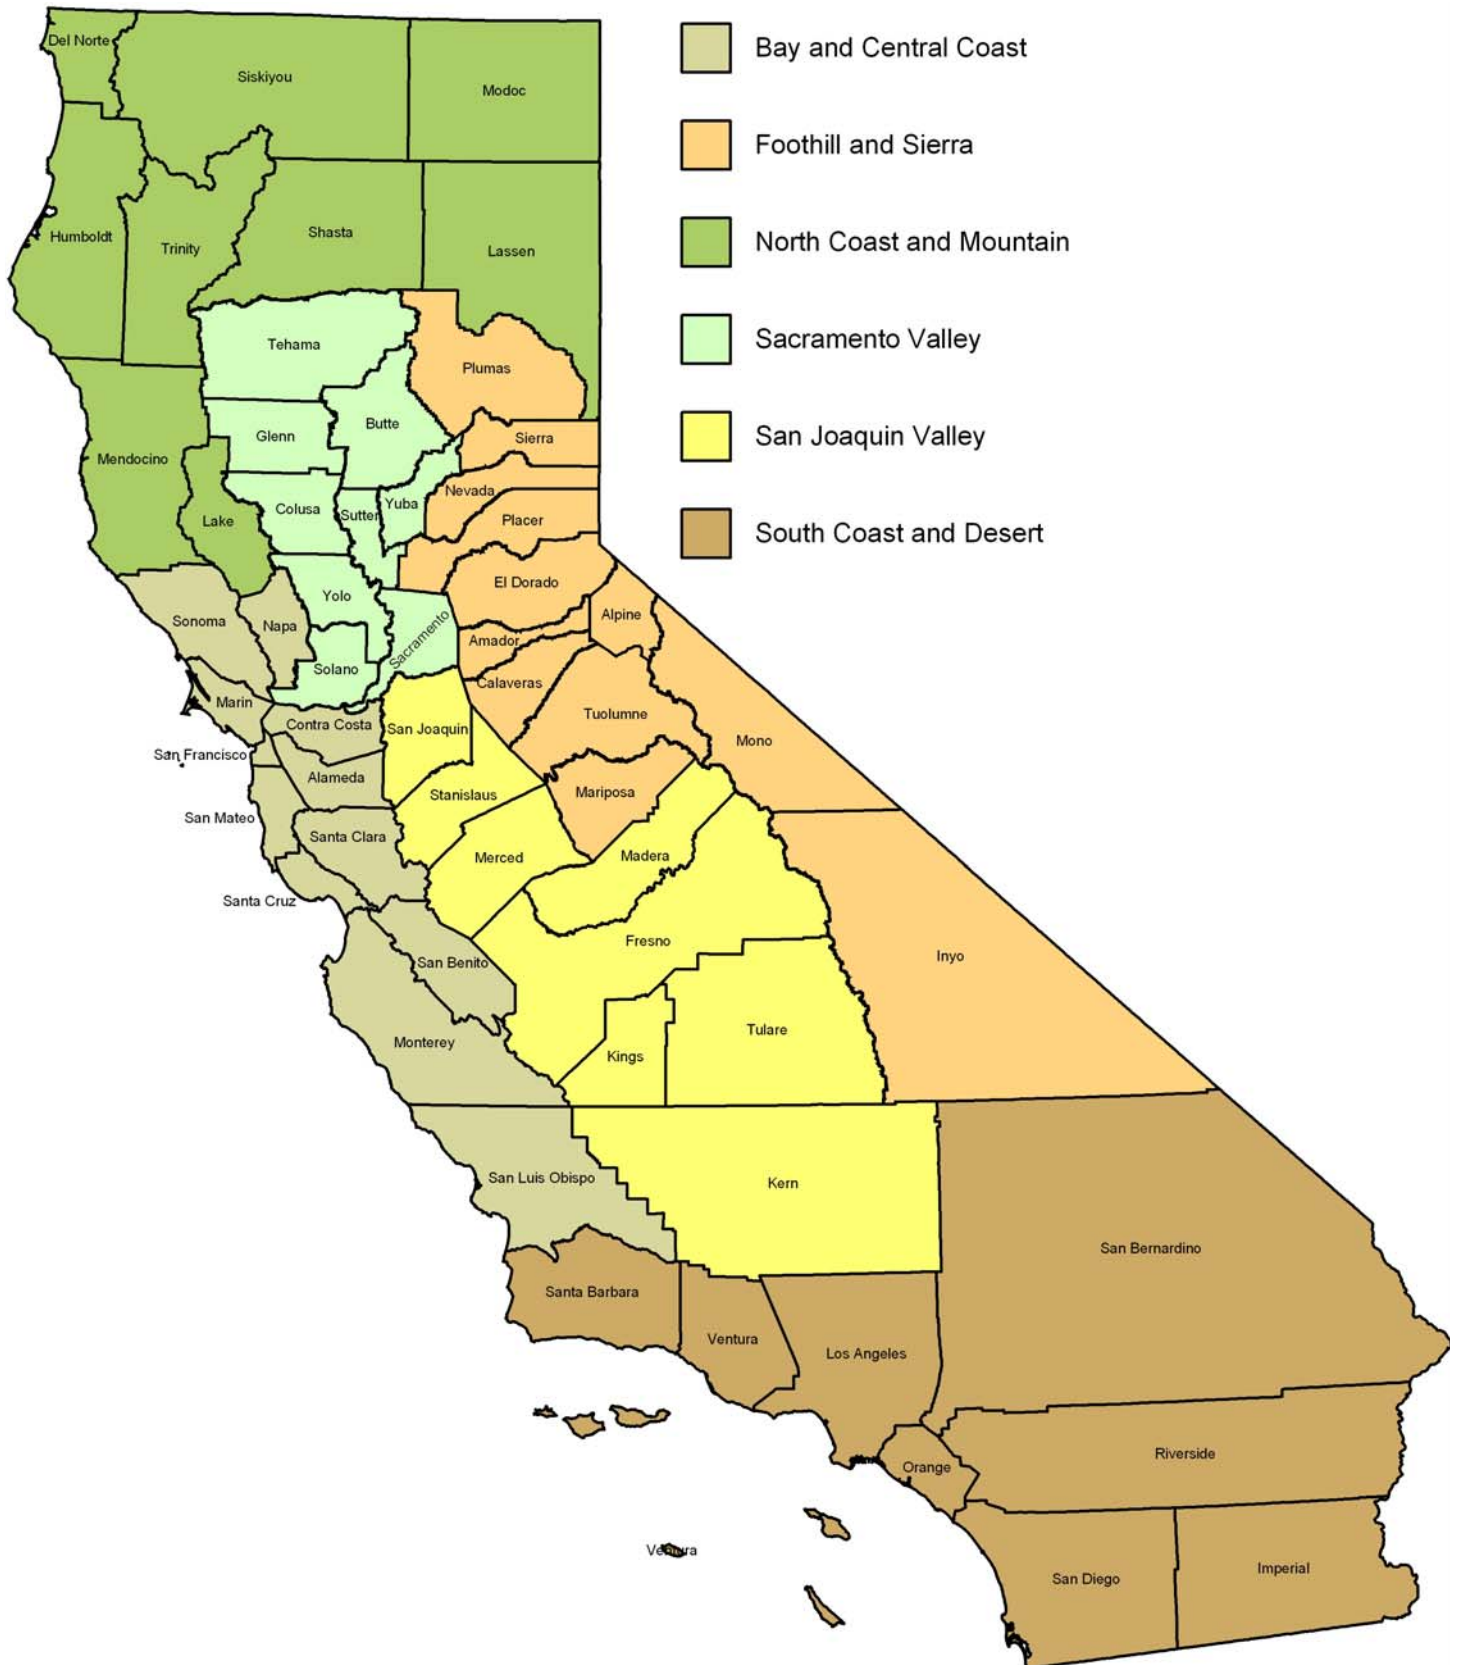 Del Norte
Siskiyou
Modoc
Bay and Central Coast
Foothill and Sierra
North Coast and Mountain
Sacramento Valley
San Joaquin Valley
South Coast and Desert
Humboldt
Trinity
Shasta
Lassen
Tehama
Plumas
Butte
Glenn
Sierra
Mendocino
Nevada
Yuba
Colusa
Sutter
Lake
Placer
El Dorado
Yolo
Alpine
Sonoma
Napa
Sacramento
Amador
Solano
Calaveras
Marin
Tuolumne
Contra Costa
San Joaquin
Mono
San Francisco
Alameda
Mariposa
Stanislaus
San Mateo
Santa Clara
Madera
Merced
Santa Cruz
Fresno
Inyo
San Benito
Tulare
Monterey
Kings
San Luis Obispo
Kern
San Bernardino
Santa Barbara
Ventura
Los Angeles
Riverside
Orange
Ventura
Imperial
San Diego